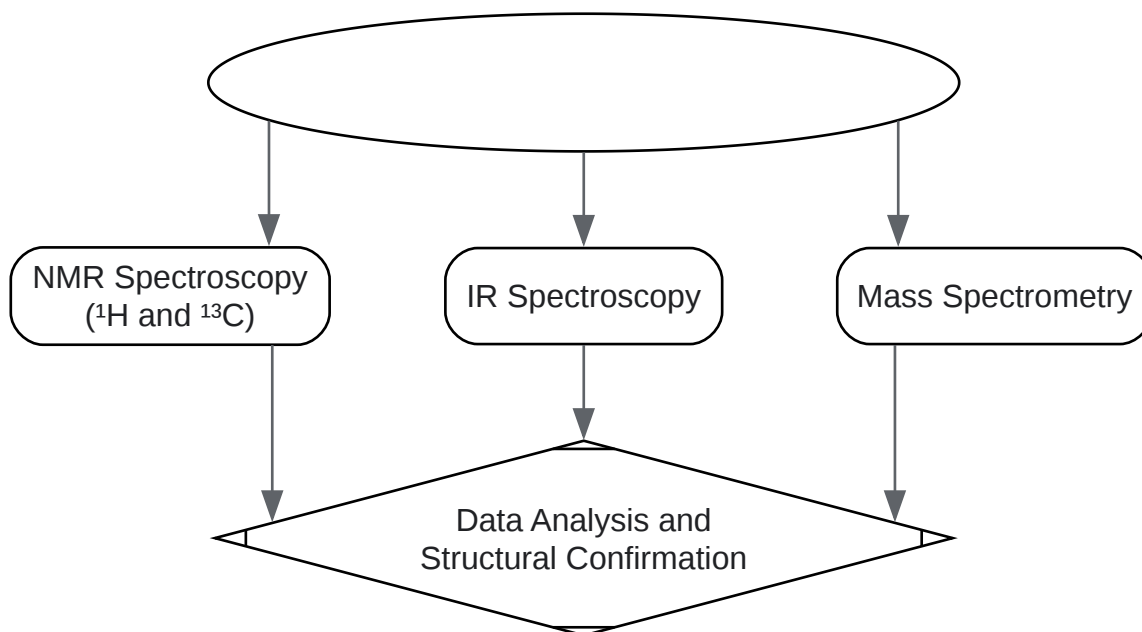 NMR Spectroscopy
(¹H and ¹³C)
IR Spectroscopy
Mass Spectrometry
Data Analysis and
Structural Confirmation